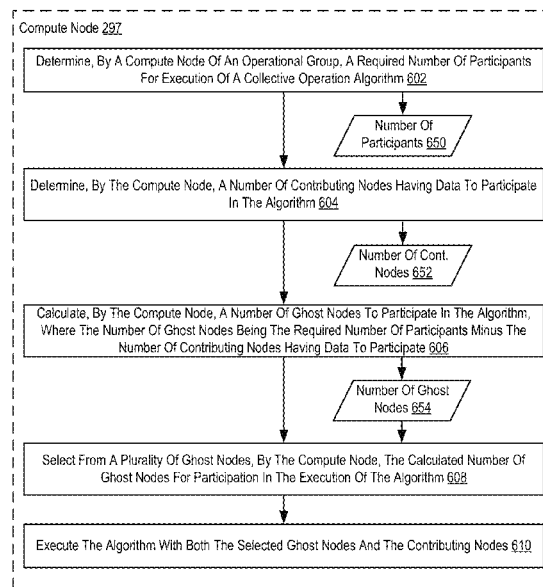 Compute Node 297
Determine, By A Compute Node Of An Operational Group, A Required Number Of Participants
For Execution Of A Collective Operation Algorithm 602
Number Of
Participants 650
Determine, By The Compute Node, A Number Of Contributing Nodes Having Data To Participate
In The Algorithm 604
Number Of Cont.
Nodes 652
Calculate, By The Compute Node, A Number Of Ghost Nodes To Participate In The Algorithm,
Where The Number Of Ghost Nodes Being The Required Number Of Participants Minus The
Number Of Contributing Nodes Having Data To Participate 606
Number Of Ghost
Nodes 654
Select From A Plurality Of Ghost Nodes, By The Compute Node, The Calculated Number Of
Ghost Nodes For Participation In The Execution Of The Algorithm 608
Execute The Algorithm With Both The Selected Ghost Nodes And The Contributing Nodes 610